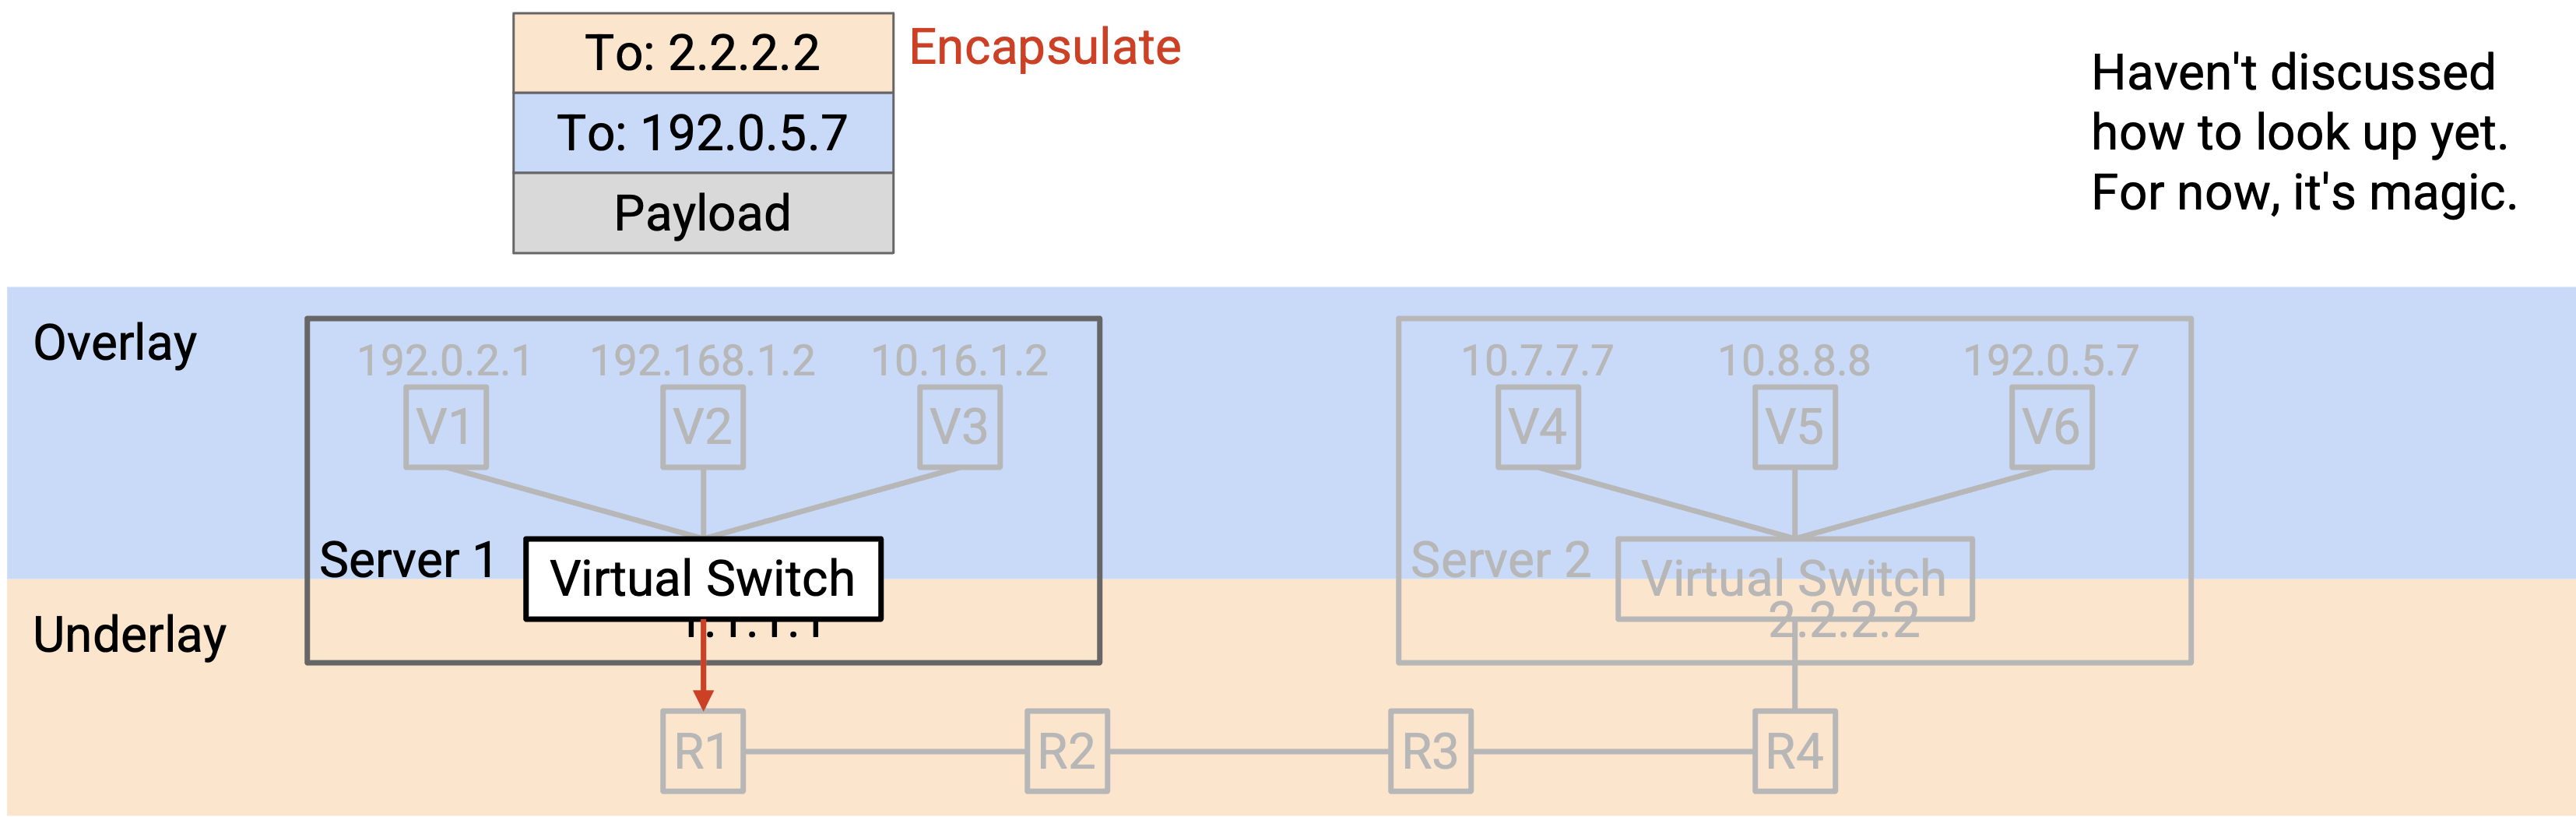 To: 2.2.2.2
Encapsulate
To: 192.0.5.7
Payload
Haven't discussed
how to look up yet.
For now, it's magic.
Overlay
192.0.2.1
192.168.1.2
10.16.1.2
10.7.7.7
10.8.8.8
192.0.5.7
V1
V2
V3
V4
V5
V6
Server 1
Virtual Switch
Server 2
Virtual Switch
Underlay
1.1.1.1
2.2.2.2
R1
R2
R3
R4